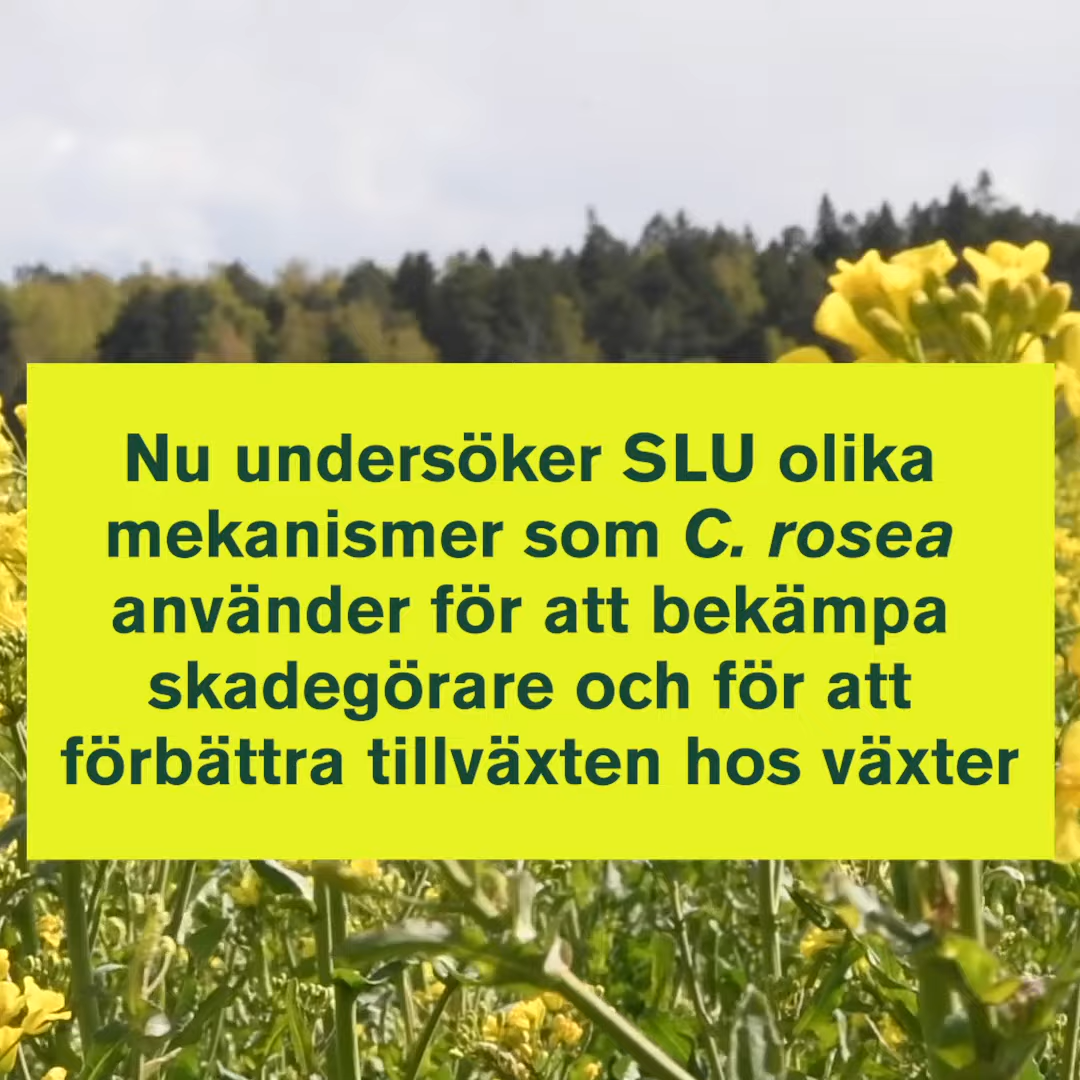 Nu undersöker SLU olika
mekanismer som C. rosea
använder för att bekämpa
skadegörare och för att
förbättra tillväxten hos växter